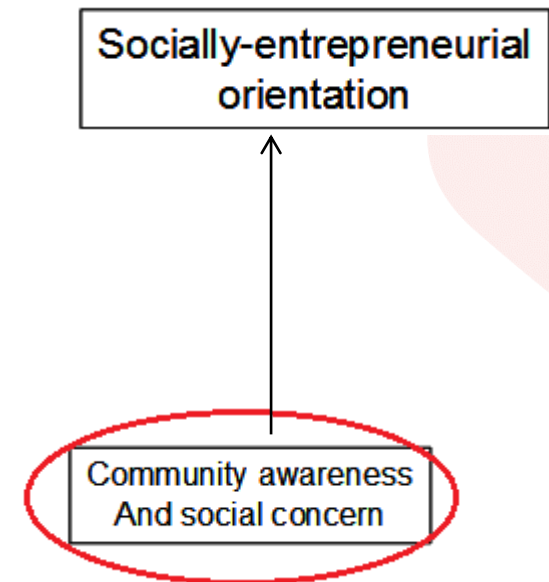 Socially-entrepreneurial
orientation
Community awareness
And social concern